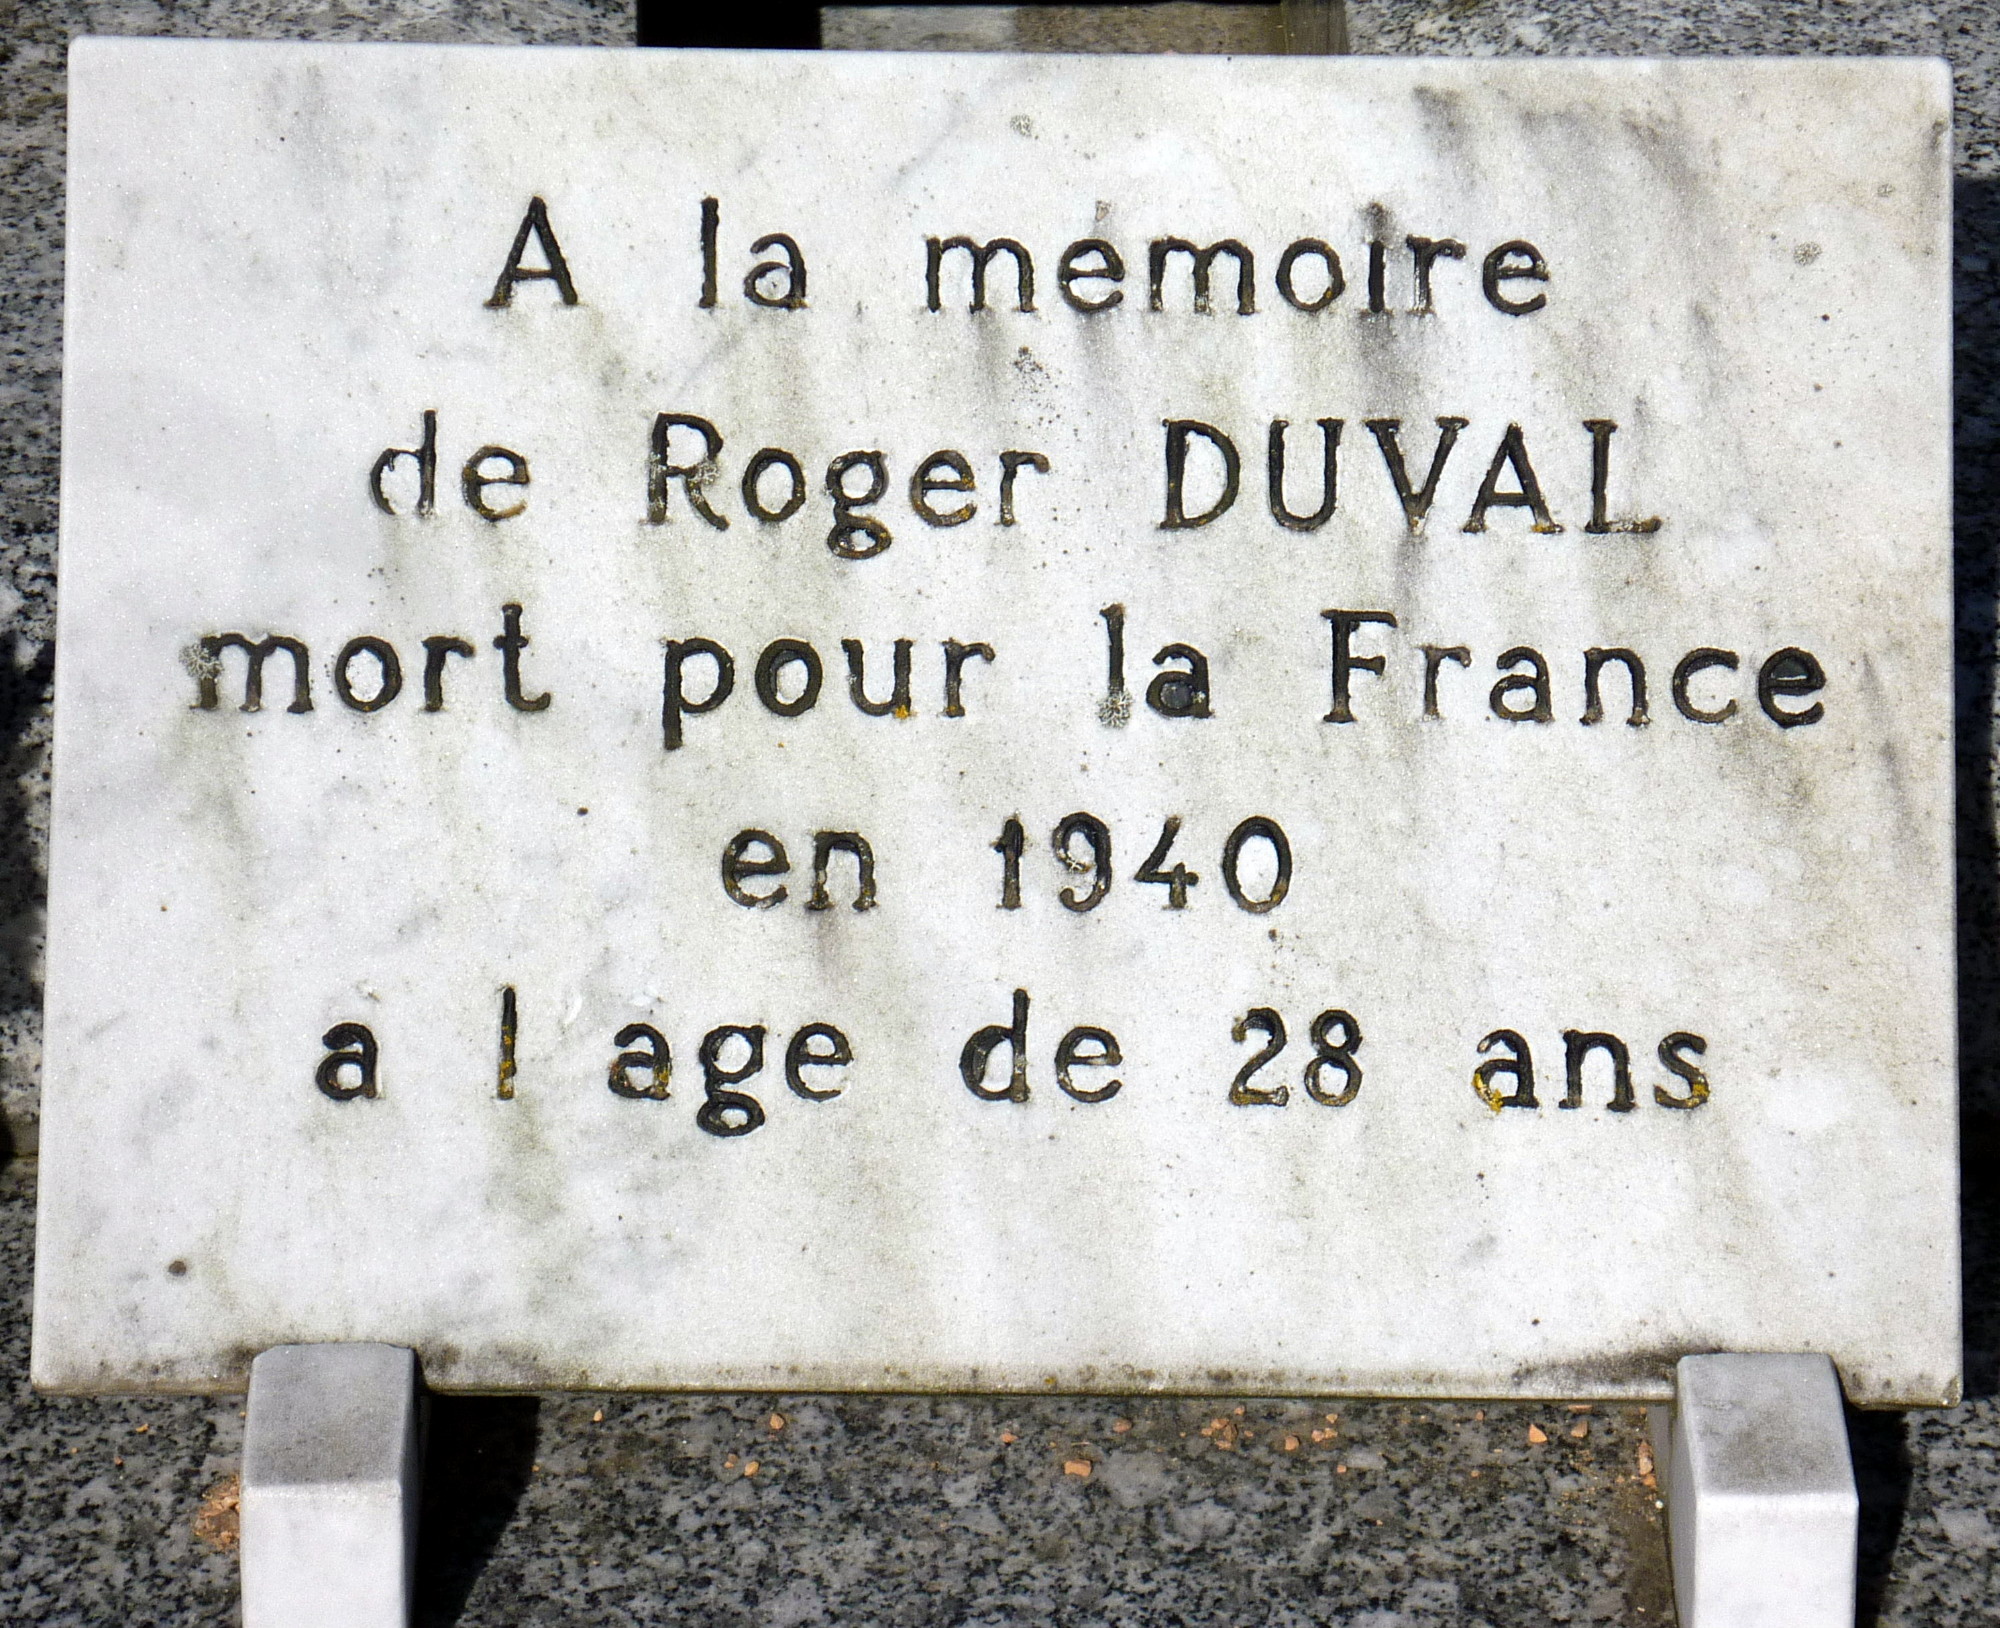 A la mémoire
de Roger DUVAL
mort pour la France
en 1940
a l age de 28 ans